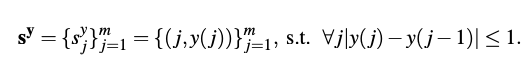 𝐬^𝐲 = {s_j^y}_{j=1}^m = {(j, y(j))}_{j=1}^m, s.t. ∀j|y(j) − y(j − 1)| ≤ 1.